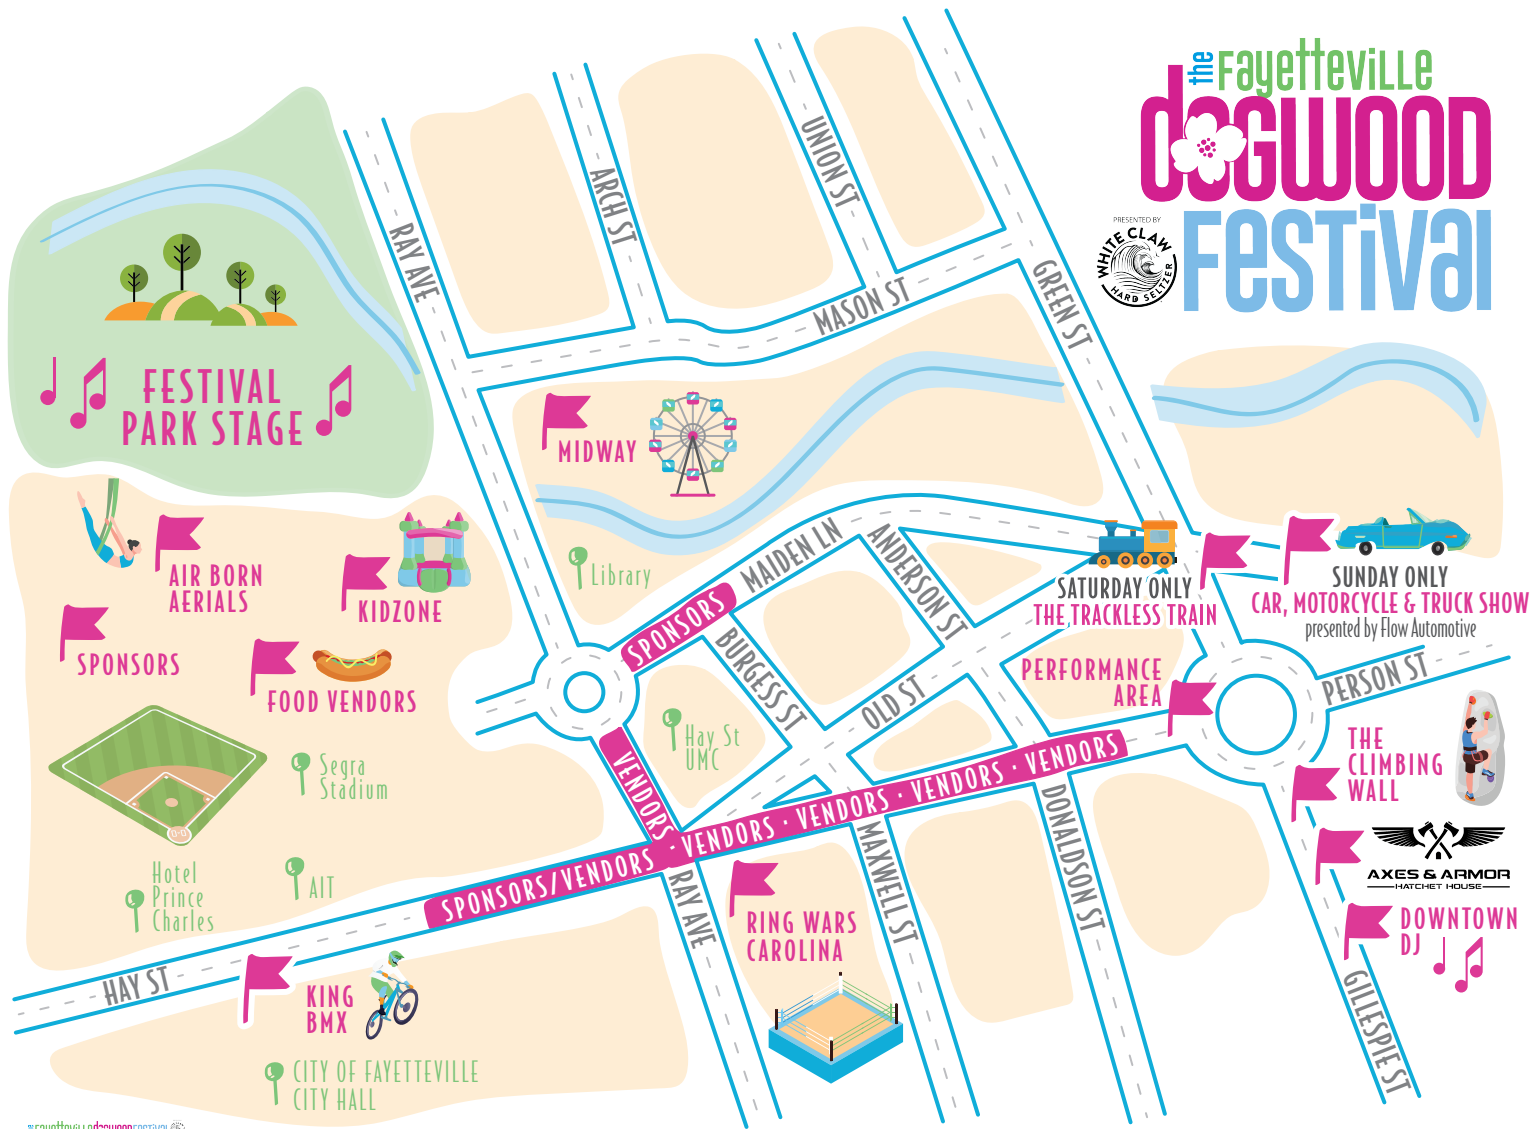 the Fayetteville
dogwood
Festival
PRESENTED BY
WHITE CLAW
HARD SELTZER
ARCH ST
UNION ST
RAY AVE
MASON ST
GREEN ST
FESTIVAL
PARK STAGE
MIDWAY
Library
MAIDEN LN
ANDERSON ST
SPONSORS
BURGESS ST
OLD ST
AIR BORN
AERIALS
KIDZONE
SPONSORS
FOOD VENDORS
SATURDAY ONLY
THE TRACKLESS TRAIN
SUNDAY ONLY
CAR, MOTORCYCLE & TRUCK SHOW
presented by Flow Automotive
PERFORMANCE
AREA
PERSON ST
Hay St
UMC
VENDORS
Segra
Stadium
SPONSORS/VENDORS · VENDORS · VENDORS · VENDORS · VENDORS
THE
CLIMBING
WALL
AXES & ARMOR
HATCHET HOUSE
DOWNTOWN
DJ
GILLESPIE ST
DONALDSON ST
MAXWELL ST
RAY AVE
RING WARS
CAROLINA
Hotel
Prince
Charles
AIT
HAY ST
KING
BMX
CITY OF FAYETTEVILLE
CITY HALL
the Fayetteville dogwood Festival